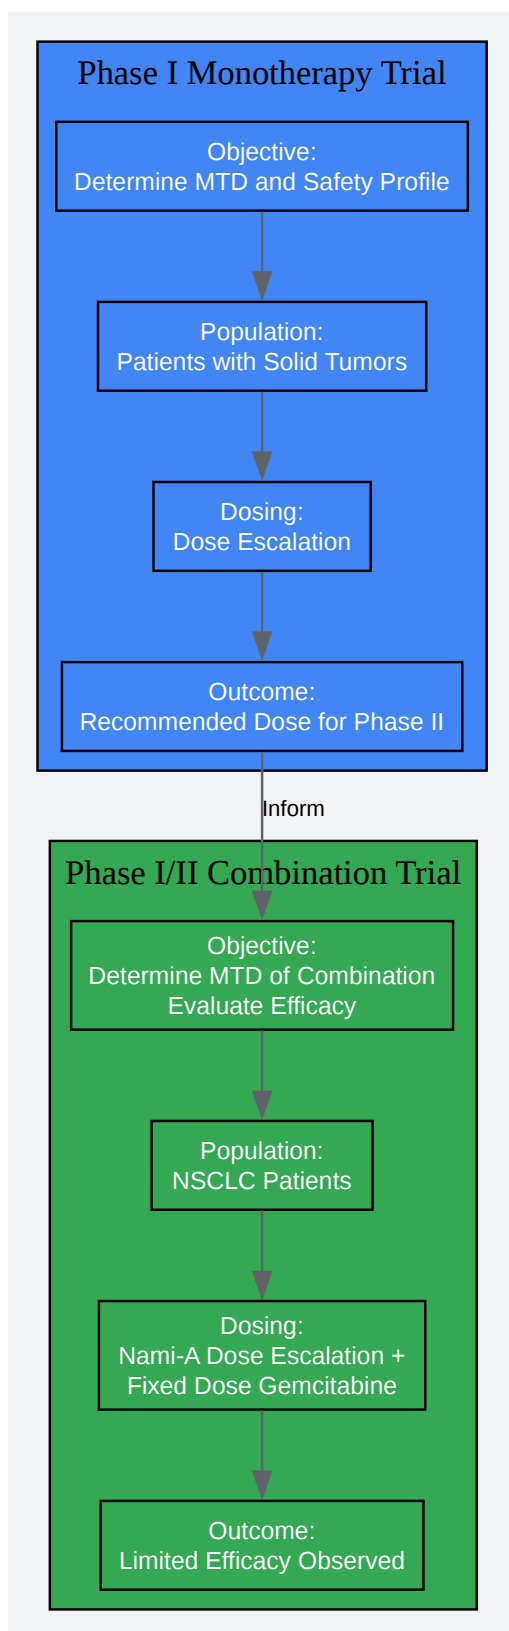 Phase I Monotherapy Trial
Objective:
Determine MTD and Safety Profile
Population:
Patients with Solid Tumors
Dosing:
Dose Escalation
Outcome:
Recommended Dose for Phase II
Inform
Phase I/II Combination Trial
Objective:
Determine MTD of Combination
Evaluate Efficacy
Population:
NSCLC Patients
Dosing:
Nami-A Dose Escalation +
Fixed Dose Gemcitabine
Outcome:
Limited Efficacy Observed